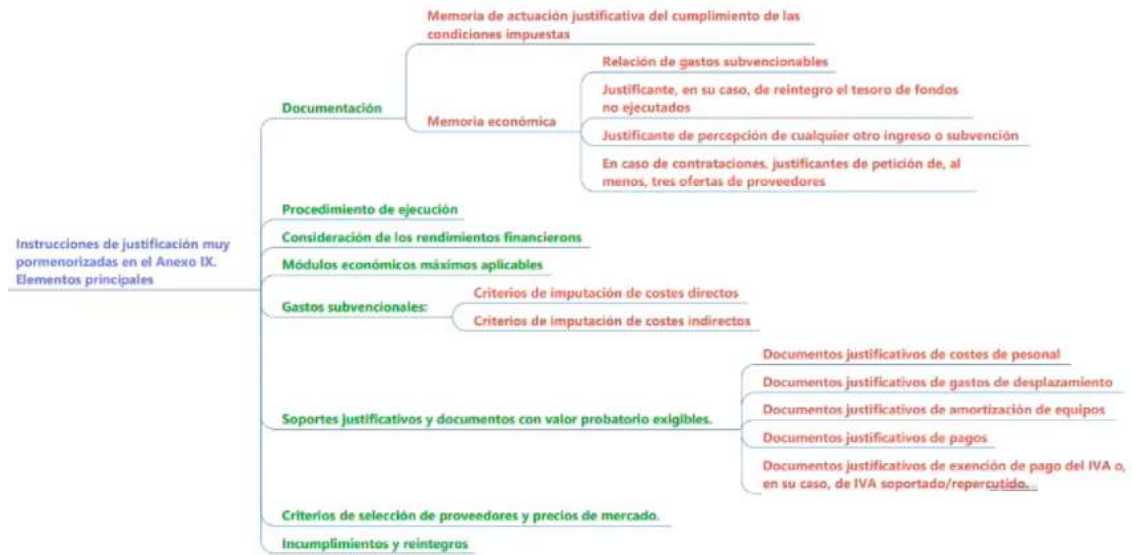 Instrucciones de justificación muy
pormenorizadas en el Anexo IX.
Elementos principales
Documentación
Memoria de actuación justificativa del cumplimiento de las
condiciones impuestas
Memoria económica
Relación de gastos subvencionables
Justificante, en su caso, de reintegro el tesoro de fondos
no ejecutados
Justificante de percepción de cualquier otro ingreso o subvención
En caso de contrataciones, justificantes de petición de, al
menos, tres ofertas de proveedores
Procedimiento de ejecución
Consideración de los rendimientos financierons
Módulos económicos máximos aplicables
Gastos subvencionales:
Criterios de imputación de costes directos
Criterios de imputación de costes indirectos
Soportes justificativos y documentos con valor probatorio exigibles.
Documentos justificativos de costes de pesonal
Documentos justificativos de gastos de desplazamiento
Documentos justificativos de amortización de equipos
Documentos justificativos de pagos
Documentos justificativos de exención de pago del IVA o,
en su caso, de IVA soportado/repercutido.
Criterios de selección de proveedores y precios de mercado.
Incumplimientos y reintegros